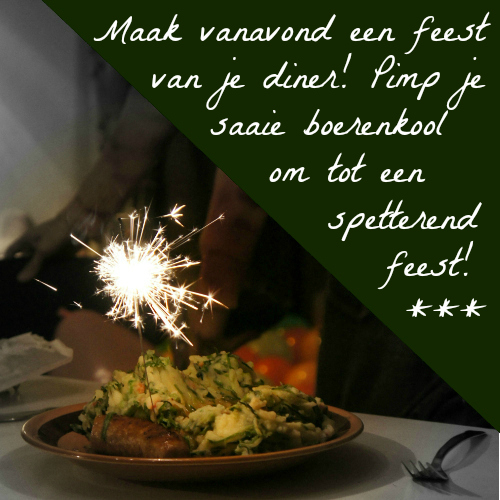 Maak vanavond een feest
van je diner! Pimp je
saaie boerenkool
om tot een
spetterend
feest!
***